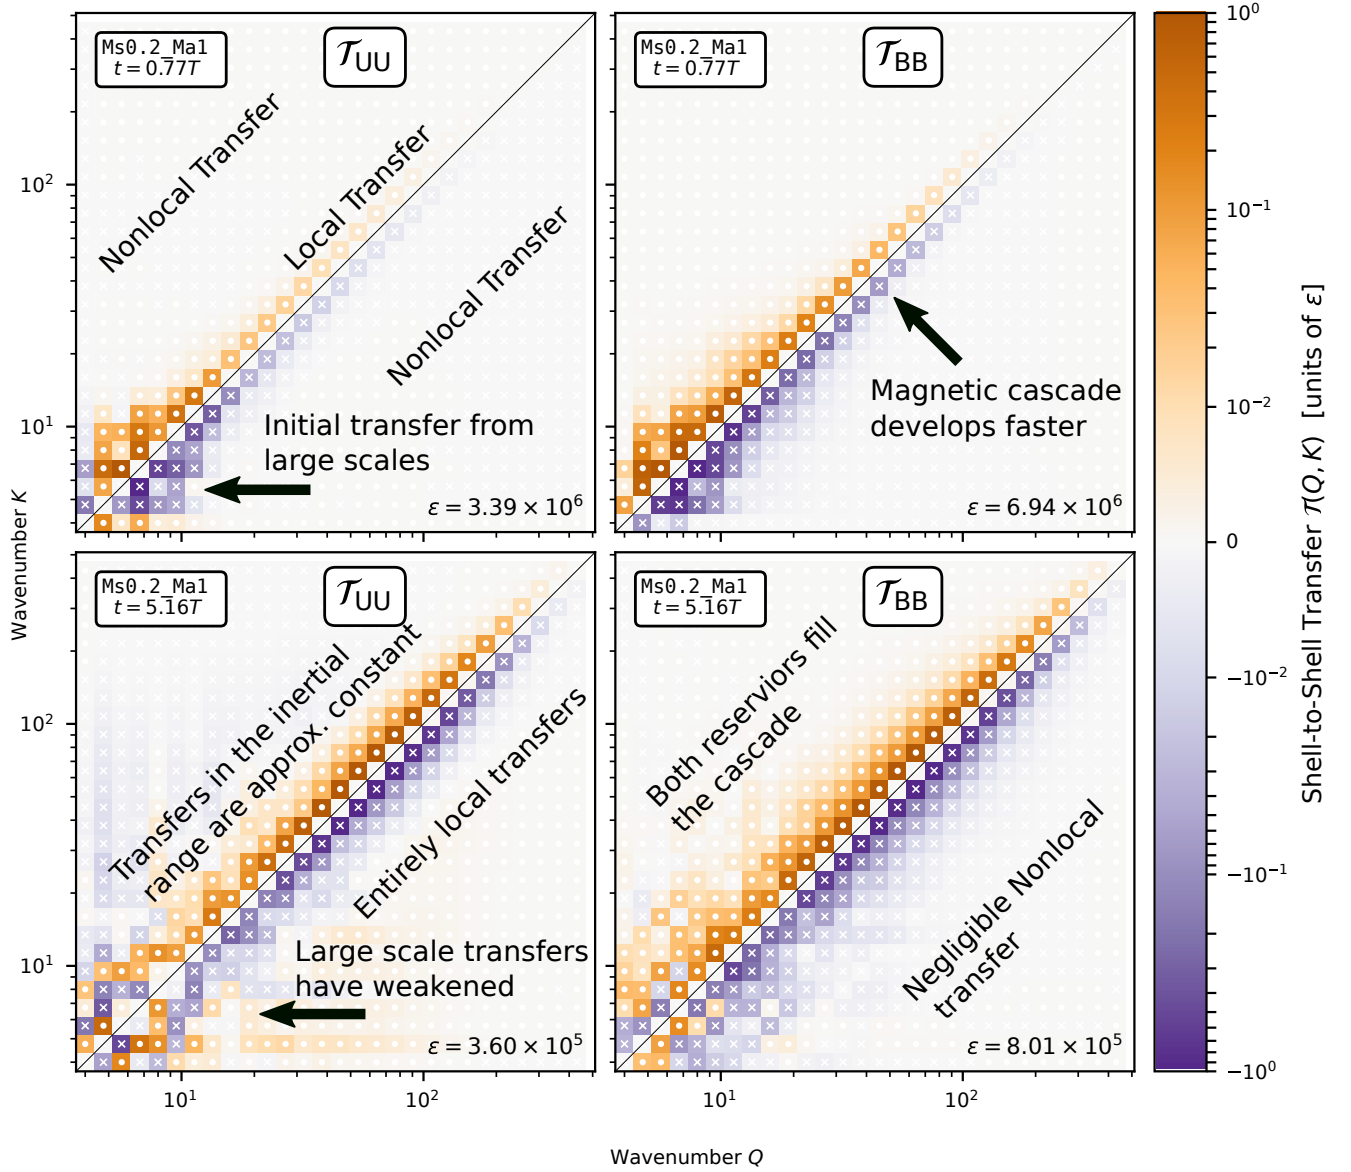 Ms0.2_Ma1
t = 0.77T
𝒯UU
Nonlocal Transfer
Local Transfer
Nonlocal Transfer
Initial transfer from
large scales
ε = 3.39 × 10⁶
10²
10¹
Ms0.2_Ma1
t = 0.77T
𝒯BB
Magnetic cascade
develops faster
ε = 6.94 × 10⁶
Wavenumber K
Ms0.2_Ma1
t = 5.16T
𝒯UU
Transfers in the inertial
range are approx. constant
Entirely local transfers
Large scale transfers
have weakened
ε = 3.60 × 10⁵
10²
10¹
10¹
10²
Ms0.2_Ma1
t = 5.16T
𝒯BB
Both reserviors fill
the cascade
Negligible Nonlocal
transfer
ε = 8.01 × 10⁵
10¹
10²
Wavenumber Q
10⁰
10⁻¹
10⁻²
0
−10⁻²
−10⁻¹
−10⁰
Shell-to-Shell Transfer 𝒯(Q, K) [units of ε]